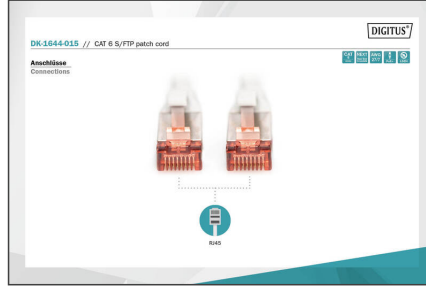 DIGITUS®
DK-1644-015 // CAT 6 S/FTP patch cord
Anschlüsse
Connections
RJ45